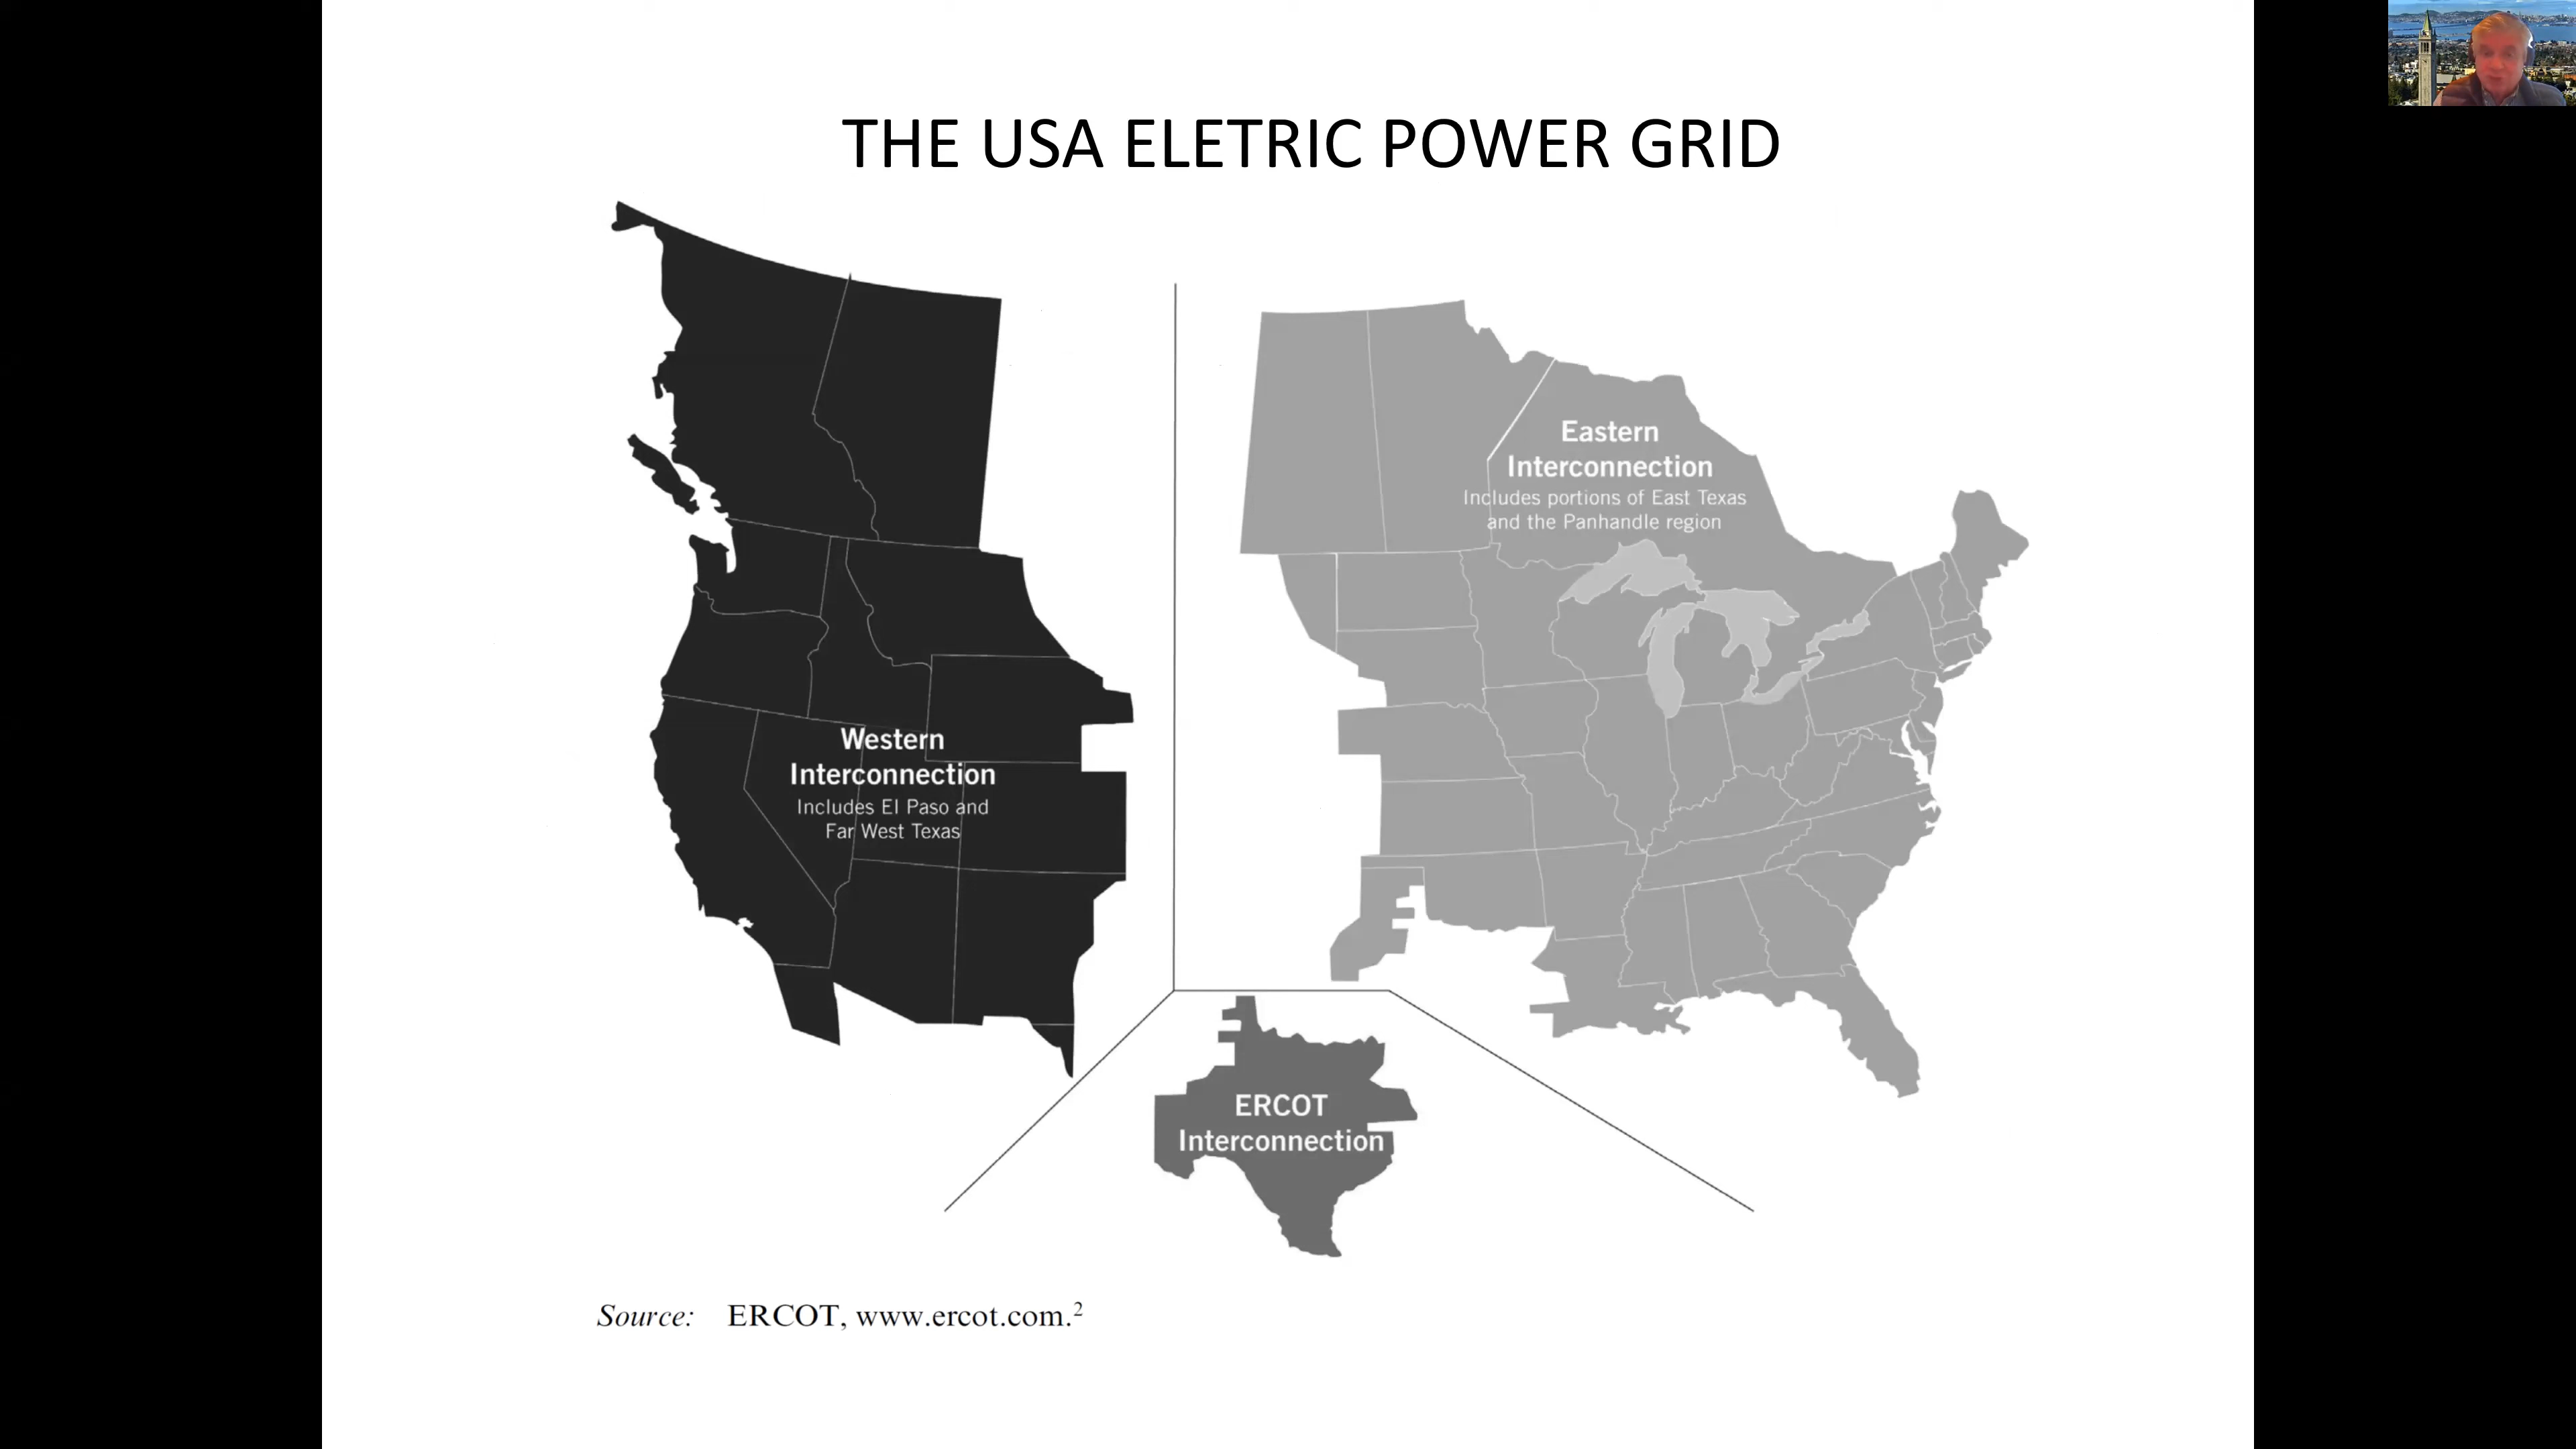 THE USA ELETRIC POWER GRID
Eastern
Interconnection
Includes portions of East Texas
and the Panhandle region
Western
Interconnection
Includes El Paso and
Far West Texas
ERCOT
Interconnection
Source: ERCOT, www.ercot.com.²